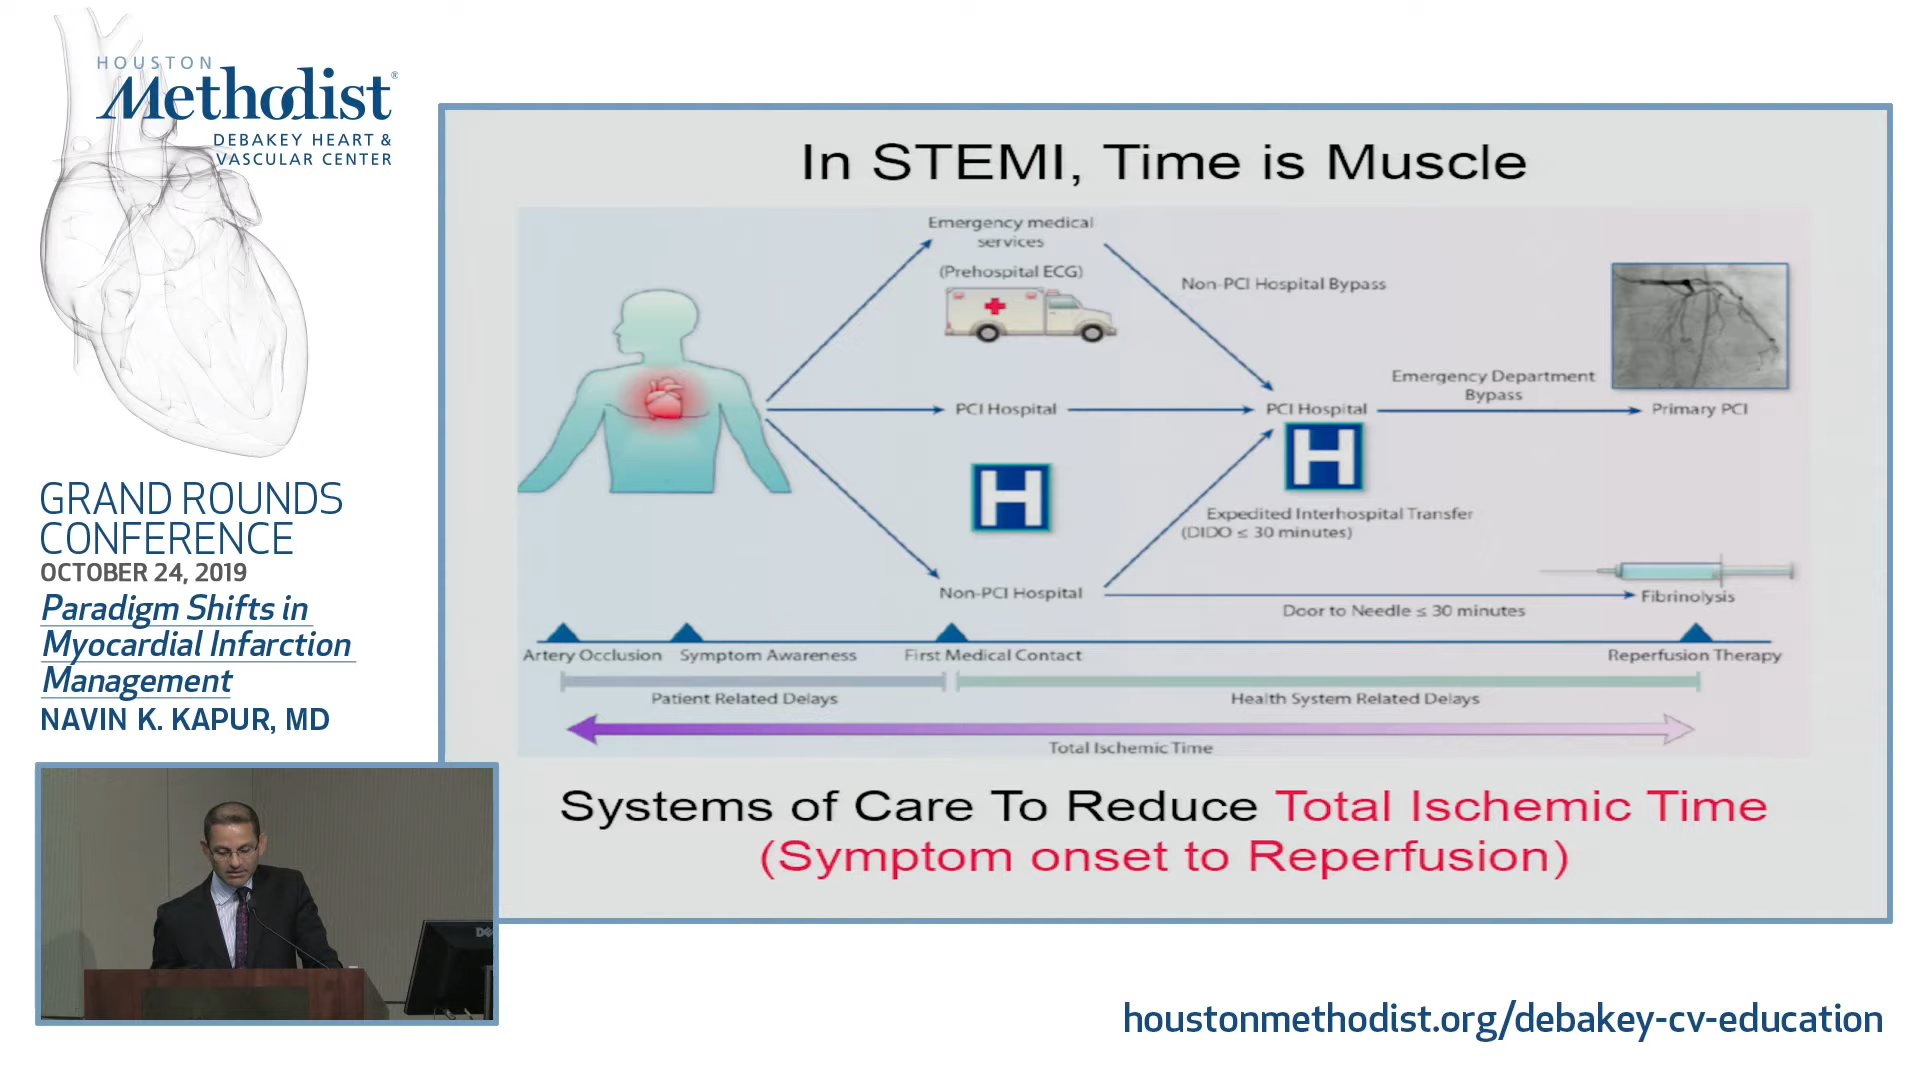 HOUSTON
Methodist®
DEBAKEY HEART &
VASCULAR CENTER
GRAND ROUNDS
CONFERENCE
OCTOBER 24, 2019
Paradigm Shifts in
Myocardial Infarction
Management
NAVIN K. KAPUR, MD
In STEMI, Time is Muscle
Emergency medical
services
(Prehospital ECG)
Non-PCI Hospital Bypass
Emergency Department
Bypass
PCI Hospital
PCI Hospital
Primary PCI
H
H
Expedited Interhospital Transfer
(DIDO ≤ 30 minutes)
Non-PCI Hospital
Fibrinolysis
Door to Needle ≤ 30 minutes
Artery Occlusion
Symptom Awareness
First Medical Contact
Reperfusion Therapy
Patient Related Delays
Health System Related Delays
Total Ischemic Time
Systems of Care To Reduce Total Ischemic Time
(Symptom onset to Reperfusion)
houstonmethodist.org/debakey-cv-education